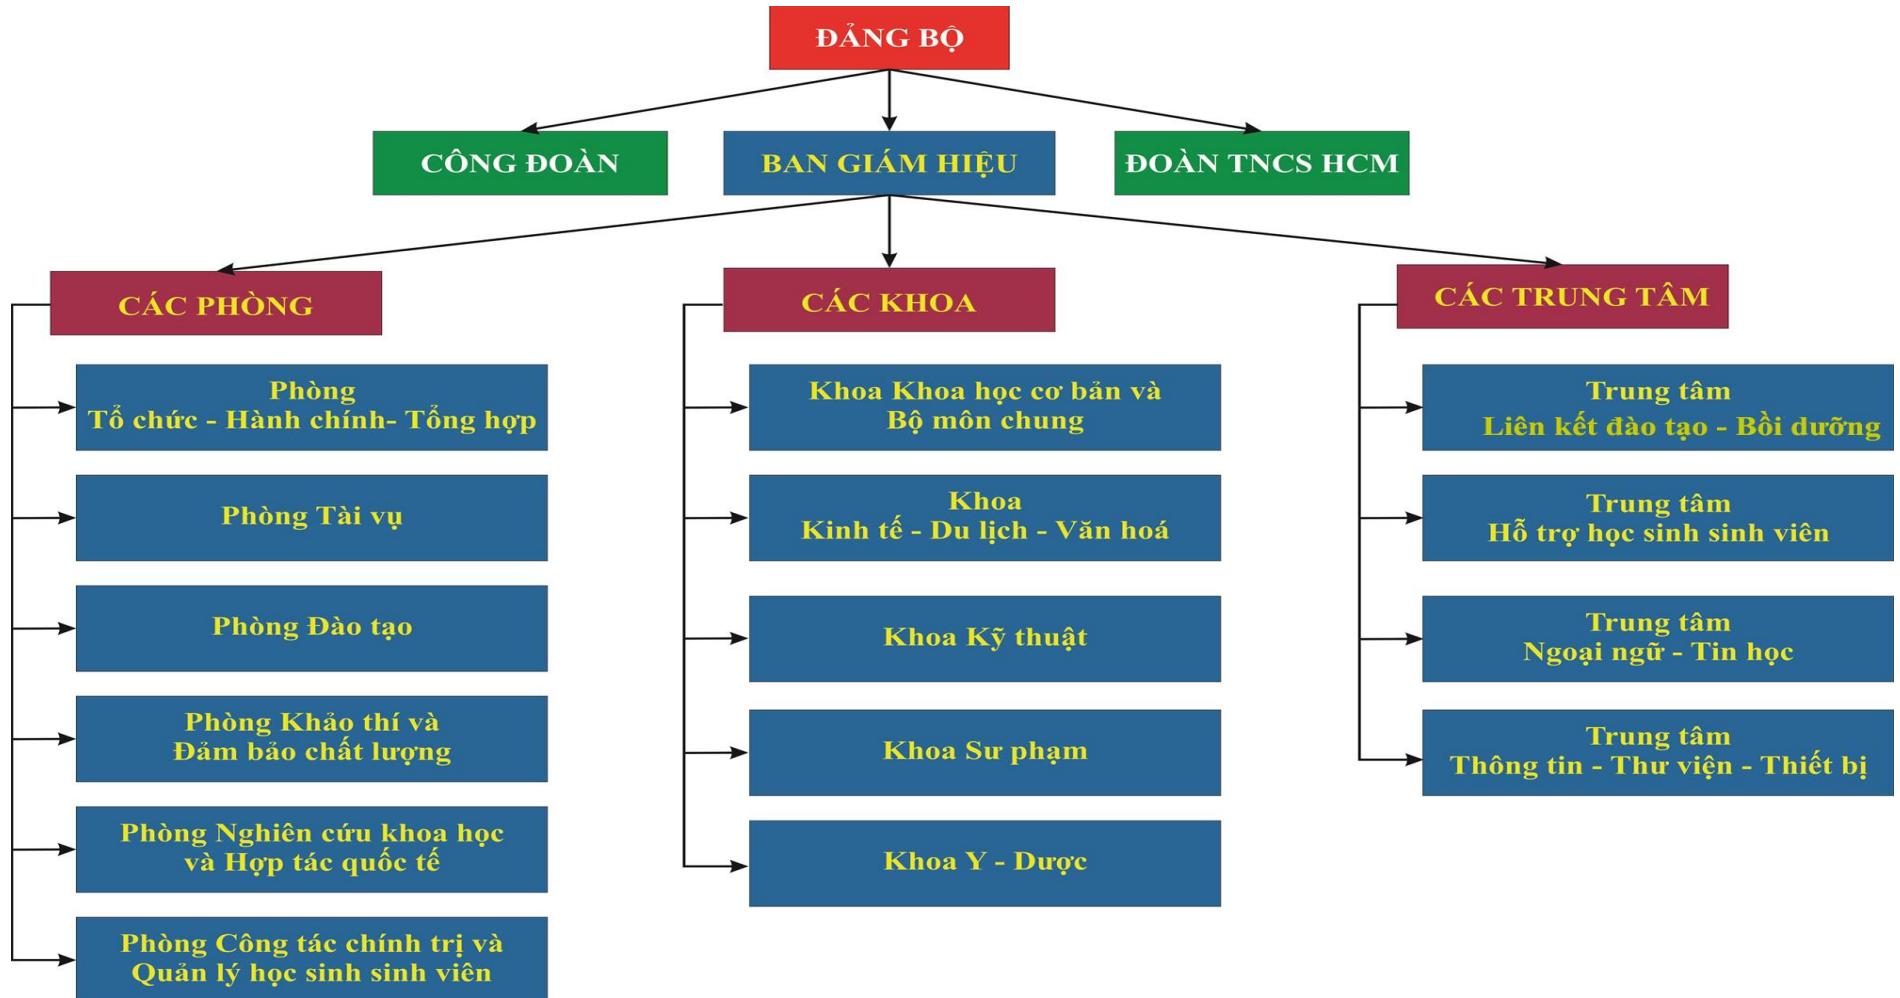 ĐẢNG BỘ
CÔNG ĐOÀN
BAN GIÁM HIỆU
ĐOÀN TNCS HCM
CÁC PHÒNG
CÁC KHOA
CÁC TRUNG TÂM
Phòng
Tổ chức - Hành chính- Tổng hợp
Phòng Tài vụ
Phòng Đào tạo
Phòng Khảo thí và
Đảm bảo chất lượng
Phòng Nghiên cứu khoa học
và Hợp tác quốc tế
Phòng Công tác chính trị và
Quản lý học sinh sinh viên
Khoa Khoa học cơ bản và
Bộ môn chung
Khoa
Kinh tế - Du lịch - Văn hoá
Khoa Kỹ thuật
Khoa Sư phạm
Khoa Y - Dược
Trung tâm
Liên kết đào tạo - Bồi dưỡng
Trung tâm
Hỗ trợ học sinh sinh viên
Trung tâm
Ngoại ngữ - Tin học
Trung tâm
Thông tin - Thư viện - Thiết bị